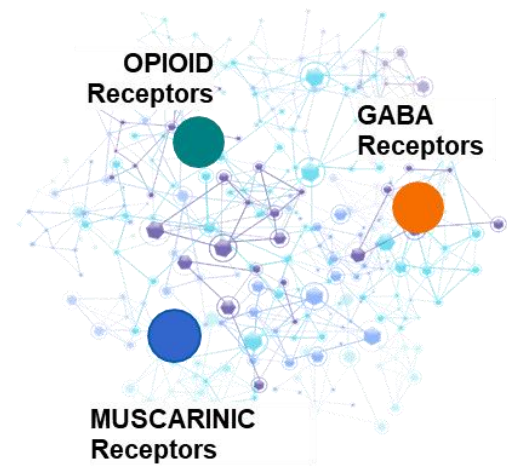 OPIOID
Receptors
GABA
Receptors
MUSCARINIC
Receptors